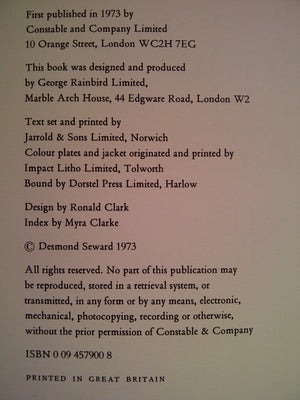 First published in 1973 by
Constable and Company Limited
10 Orange Street, London WC2H 7EG
This book was designed and produced
by George Rainbird Limited,
Marble Arch House, 44 Edgware Road, London W2
Text set and printed by
Jarrold & Sons Limited, Norwich
Colour plates and jacket originated and printed by
Impact Litho Limited, Tolworth
Bound by Dorstel Press Limited, Harlow
Design by Ronald Clark
Index by Myra Clarke
© Desmond Seward 1973
All rights reserved. No part of this publication may
be reproduced, stored in a retrieval system, or
transmitted, in any form or by any means, electronic,
mechanical, photocopying, recording or otherwise,
without the prior permission of Constable & Company
ISBN 0 09 457900 8
PRINTED IN GREAT BRITAIN